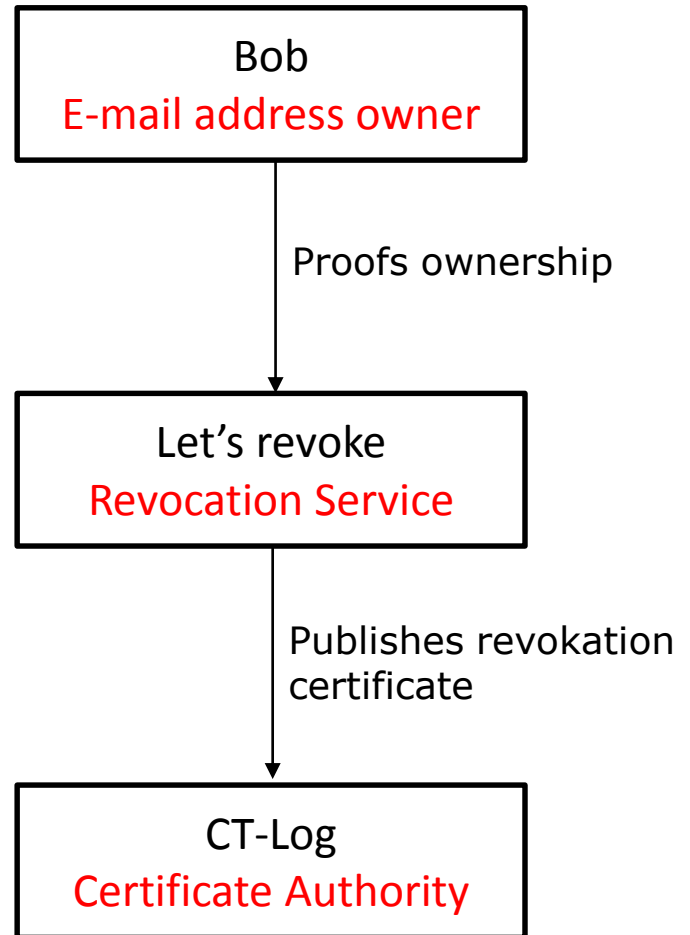 Bob
E-mail address owner
Proofs ownership
Let’s revoke
Revocation Service
Publishes revokation
certificate
CT-Log
Certificate Authority